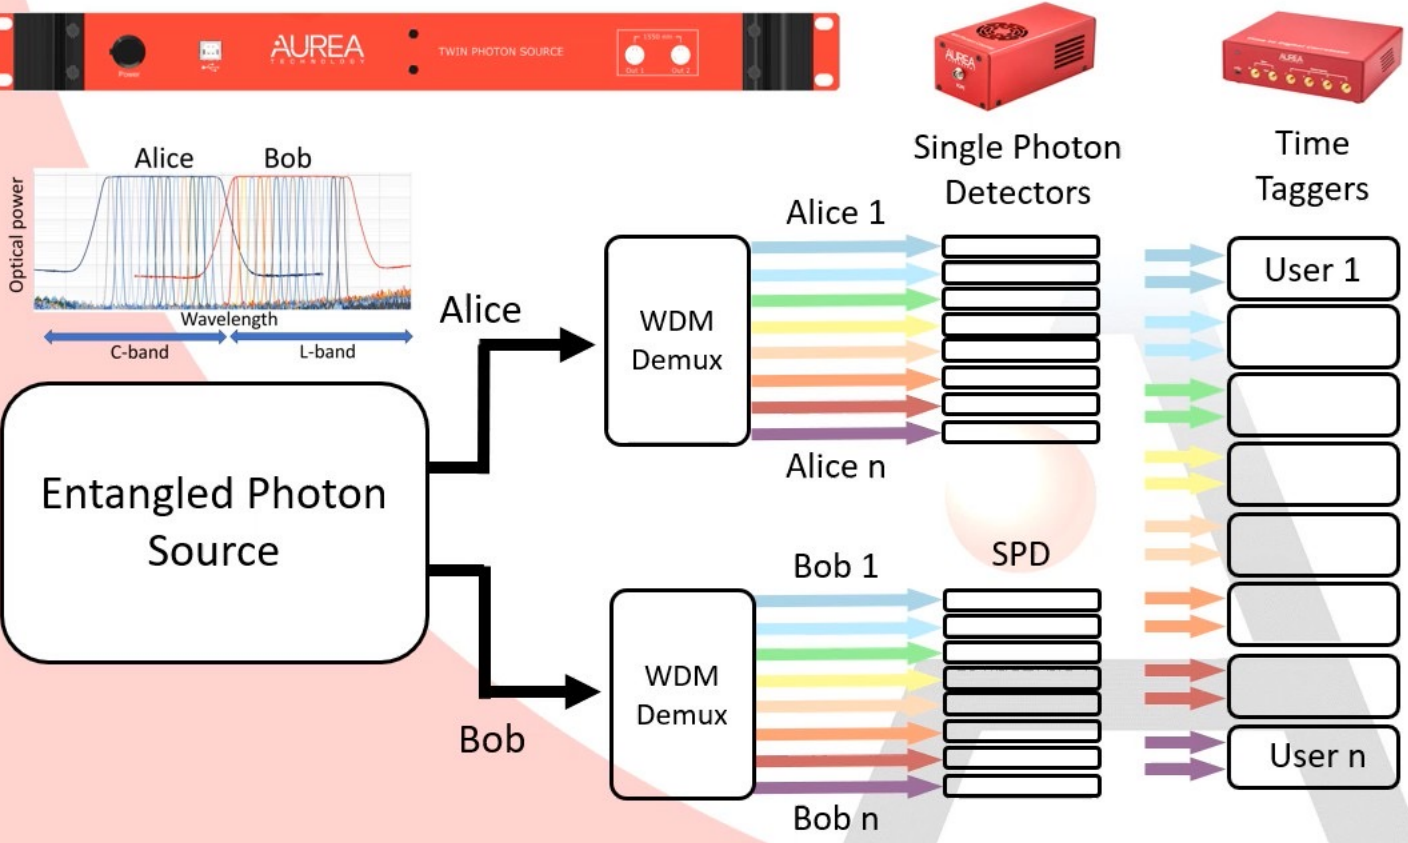 AUREA
TECHNOLOGY
TWIN PHOTON SOURCE
Power
1550 nm
Out 1
Out 2
AUREA
AUREA
Single Photon
Detectors
Time
Taggers
Alice
Bob
Optical power
Wavelength
C-band
L-band
Entangled Photon
Source
Alice
Bob
WDM
Demux
Alice 1
Alice n
WDM
Demux
Bob 1
Bob n
SPD
User 1
User n